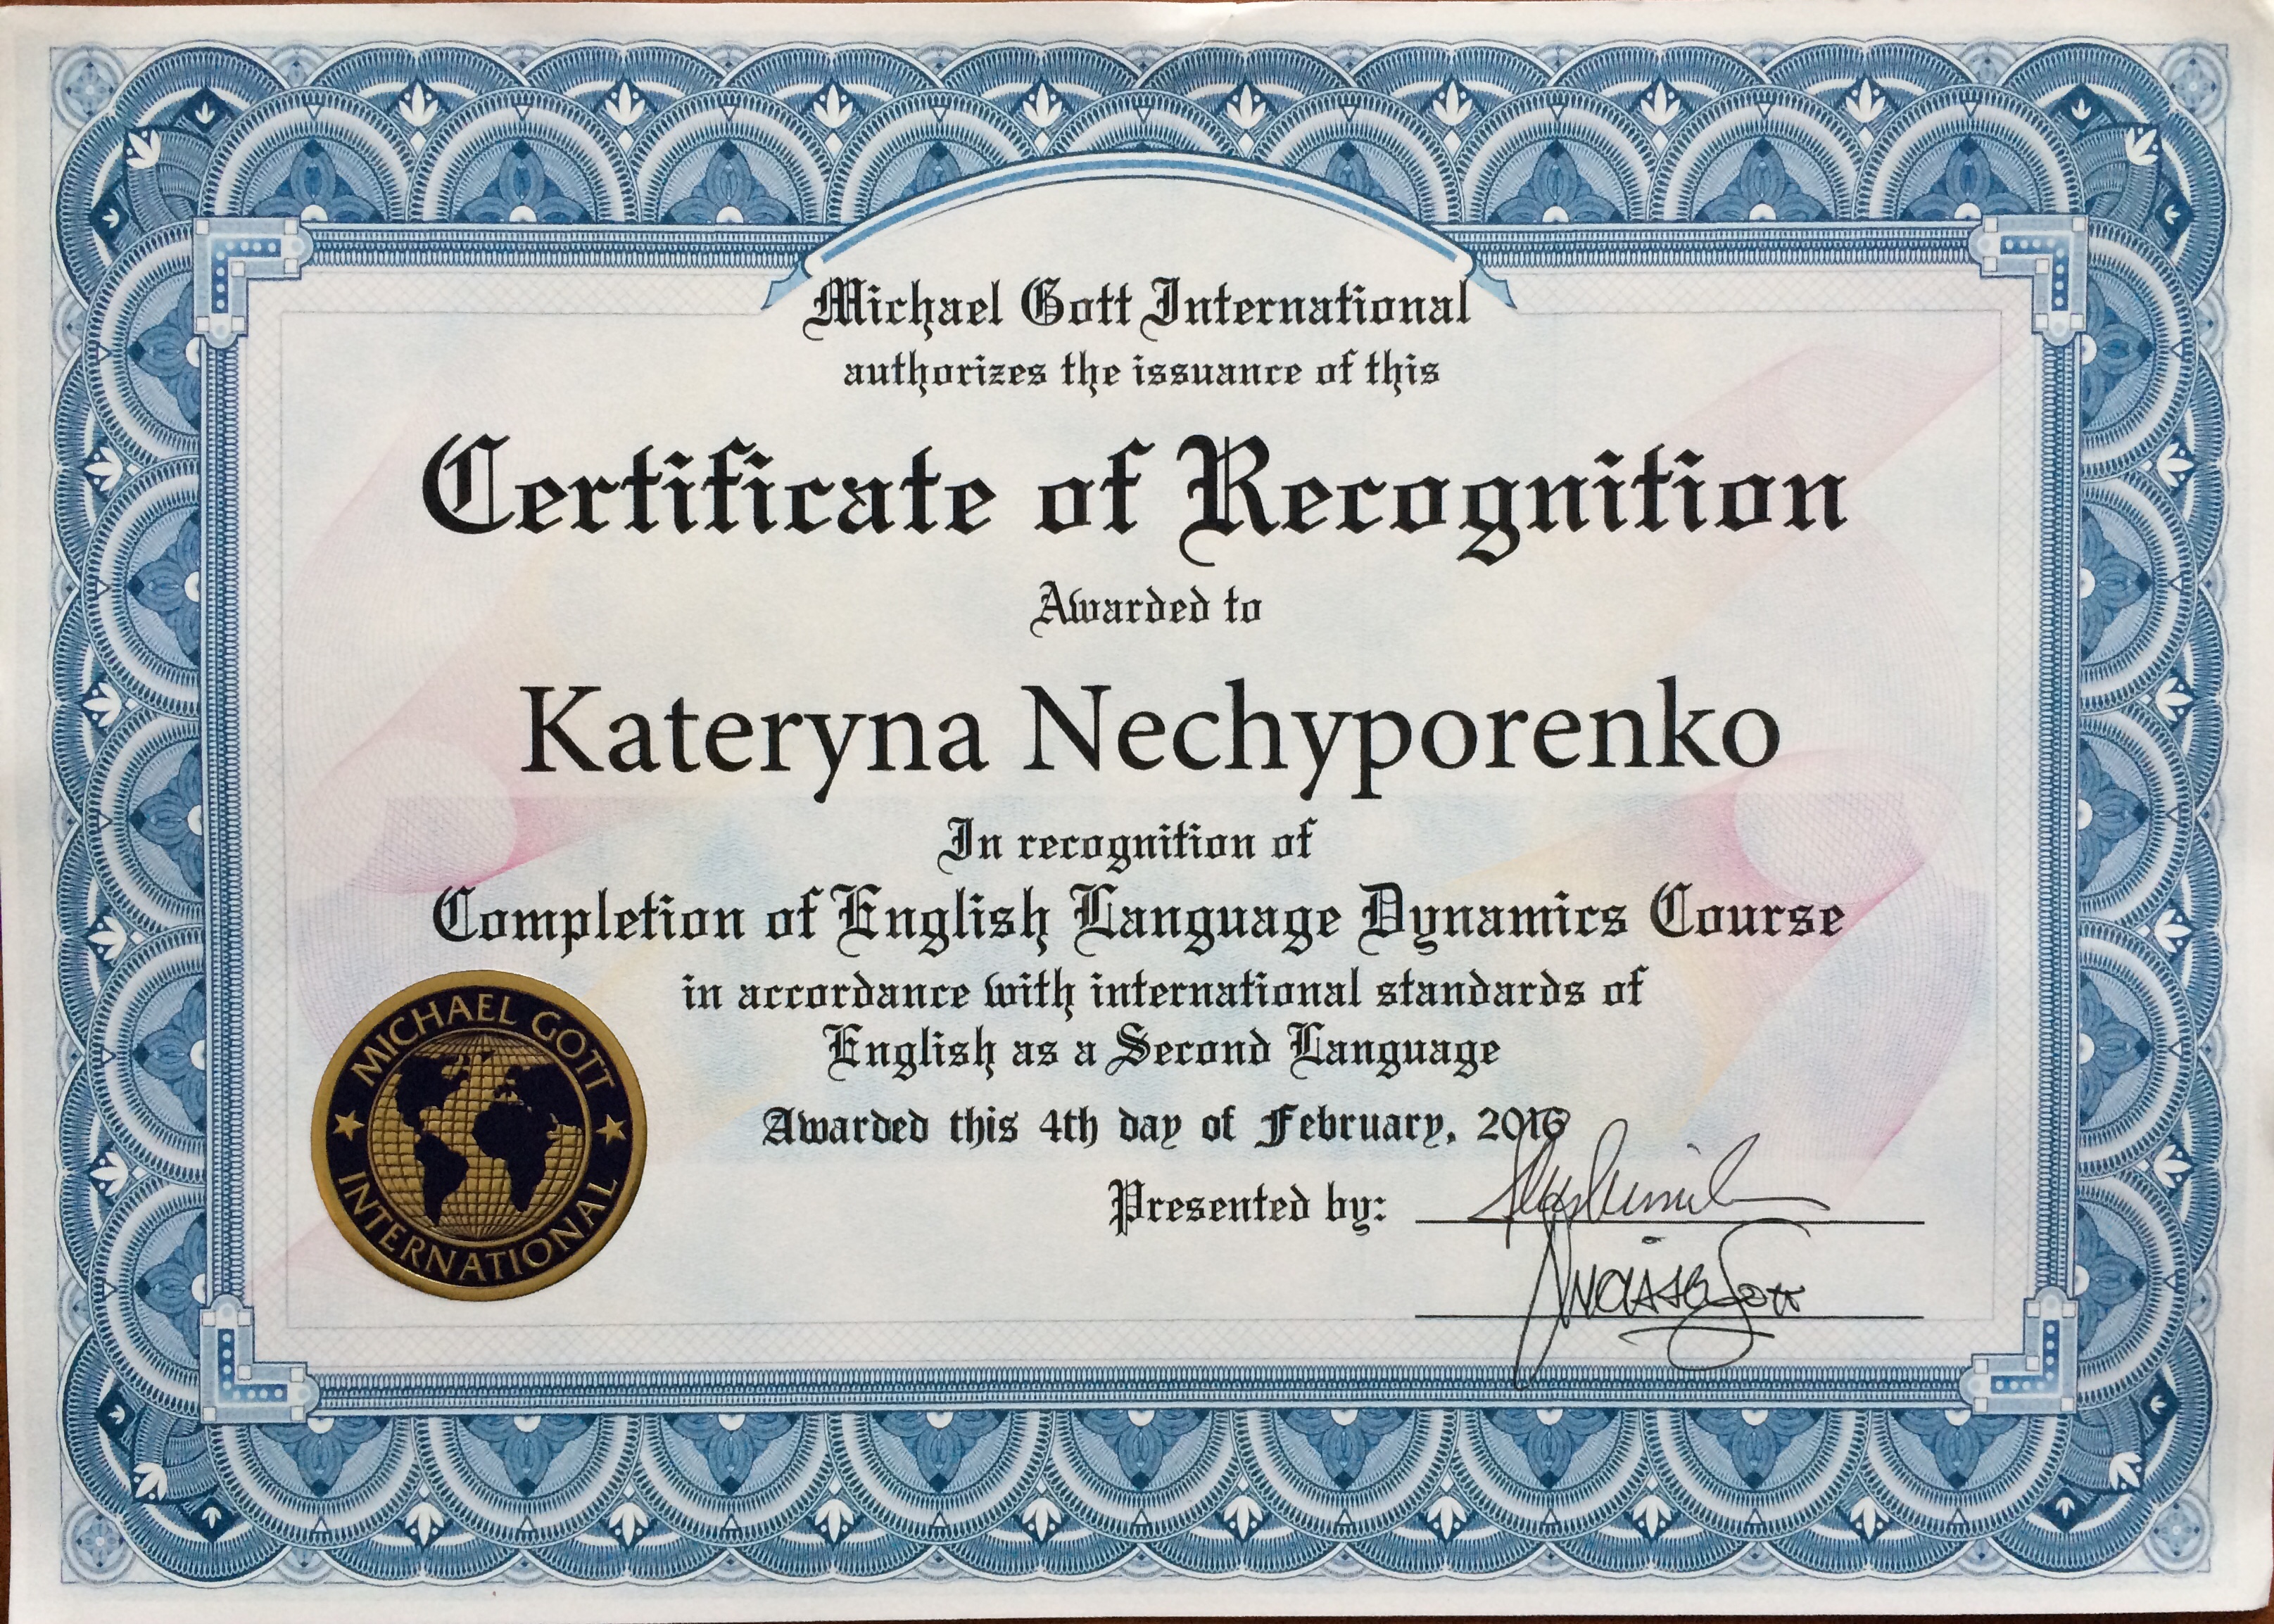 Michael Gott International
authorizes the issuance of this
Certificate of Recognition
Awarded to
Kateryna Nechyporenko
In recognition of
Completion of English Language Dynamics Course
in accordance with international standards of
English as a Second Language
Awarded this 4th day of February, 2016
Presented by:
MICHAEL GOTT
INTERNATIONAL